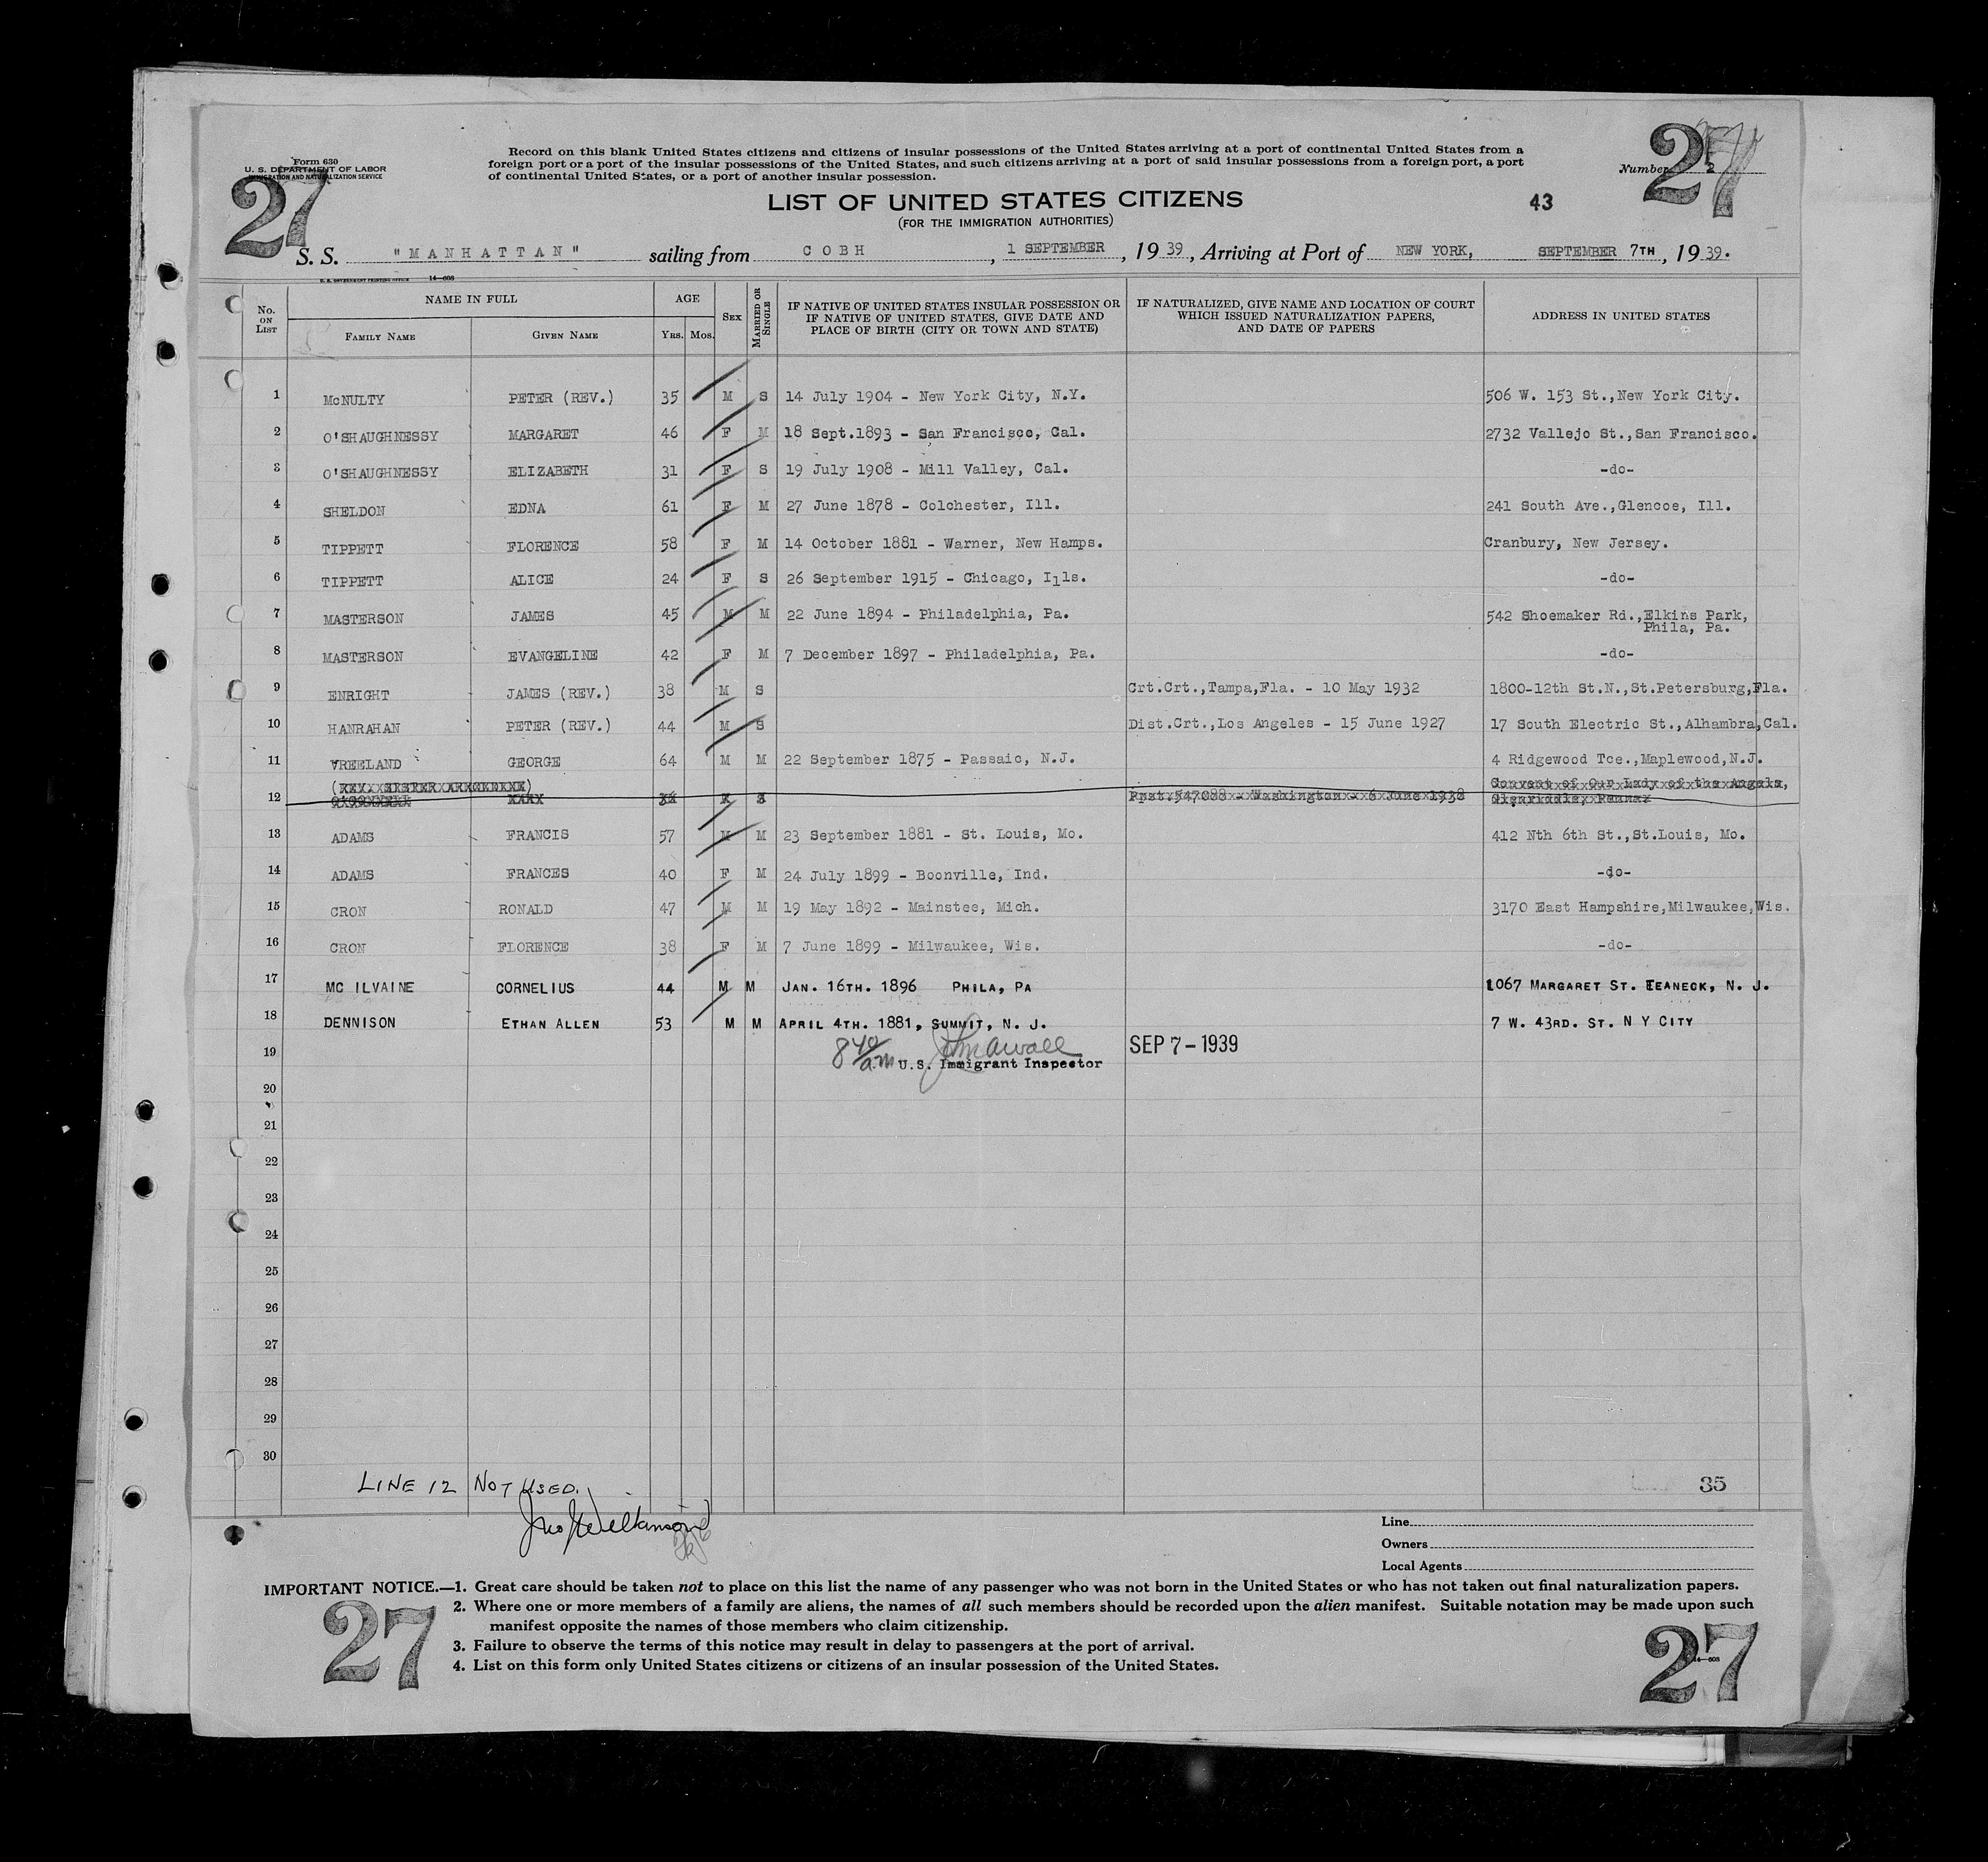 Form 630
U. S. DEPARTMENT OF LABOR
IMMIGRATION AND NATURALIZATION SERVICE
27
Record on this blank United States citizens and citizens of insular possessions of the United States arriving at a port of continental United States from a
foreign port or a port of the insular possessions of the United States, and such citizens arriving at a port of said insular possessions from a foreign port, a port
of continental United States, or a port of another insular possession.
Number 2
27
LIST OF UNITED STATES CITIZENS
(FOR THE IMMIGRATION AUTHORITIES)
43
S. S. "MANHATTAN" sailing from COBH, 1 SEPTEMBER, 19 39, Arriving at Port of NEW YORK, SEPTEMBER 7TH, 19 39.
U. S. GOVERNMENT PRINTING OFFICE 14—608
No. ON LIST
NAME IN FULL
FAMILY NAME
GIVEN NAME
AGE
YRS. MOS.
SEX
MARRIED OR SINGLE
IF NATIVE OF UNITED STATES INSULAR POSSESSION OR
IF NATIVE OF UNITED STATES, GIVE DATE AND
PLACE OF BIRTH (CITY OR TOWN AND STATE)
IF NATURALIZED, GIVE NAME AND LOCATION OF COURT
WHICH ISSUED NATURALIZATION PAPERS,
AND DATE OF PAPERS
ADDRESS IN UNITED STATES
1 McNULTY PETER (REV.) 35 M S 14 July 1904 - New York City, N.Y. 506 W. 153 St.,New York City.
2 O'SHAUGHNESSY MARGARET 46 F M 18 Sept.1893 - San Francisco, Cal. 2732 Vallejo St.,San Francisco.
3 O'SHAUGHNESSY ELIZABETH 31 F S 19 July 1908 - Mill Valley, Cal. -do-
4 SHELDON EDNA 61 F M 27 June 1878 - Colchester, Ill. 241 South Ave.,Glencoe, Ill.
5 TIPPETT FLORENCE 58 F M 14 October 1881 - Warner, New Hamps. Cranbury, New Jersey.
6 TIPPETT ALICE 24 F S 26 September 1915 - Chicago, Ills. -do-
7 MASTERSON JAMES 45 M M 22 June 1894 - Philadelphia, Pa. 542 Shoemaker Rd.,Elkins Park,
Phila, Pa.
8 MASTERSON EVANGELINE 42 F M 7 December 1897 - Philadelphia, Pa. -do-
9 ENRIGHT JAMES (REV.) 38 M S Crt.Crt.,Tampa,Fla. - 10 May 1932 1800-12th St.N.,St.Petersburg,Fla.
10 HANRAHAN PETER (REV.) 44 M S Dist.Crt.,Los Angeles - 15 June 1927 17 South Electric St.,Alhambra,Cal.
11 VREELAND GEORGE 64 M M 22 September 1875 - Passaic, N.J. 4 Ridgewood Tce.,Maplewood,N.J.
Convent of Our Lady of the Angels,
12 Ppst.547088 - Washington - 6 June 1938 Glenriddle, Penna
13 ADAMS FRANCIS 57 M M 23 September 1881 - St. Louis, Mo. 412 Nth 6th St.,St.Louis, Mo.
14 ADAMS FRANCES 40 F M 24 July 1899 - Boonville, Ind. -do-
15 CRON RONALD 47 M M 19 May 1892 - Mainstee, Mich. 3170 East Hampshire,Milwaukee,Wis.
16 CRON FLORENCE 38 F M 7 June 1899 - Milwaukee, Wis. -do-
17 MC ILVAINE CORNELIUS 44 M M JAN. 16TH. 1896 PHILA, PA 1067 MARGARET ST. TEANECK, N. J.
18 DENNISON ETHAN ALLEN 53 M M APRIL 4TH. 1881, SUMMIT, N. J. 7 W. 43RD. ST. N Y CITY
19 8 40/am SEP 7 - 1939
U.S. Immigrant Inspector
20
21
22
23
24
25
26
27
28
29
30
LINE 12 NOT USED.
35
Line
Owners
Local Agents
IMPORTANT NOTICE.—1. Great care should be taken not to place on this list the name of any passenger who was not born in the United States or who has not taken out final naturalization papers.
2. Where one or more members of a family are aliens, the names of all such members should be recorded upon the alien manifest. Suitable notation may be made upon such
manifest opposite the names of those members who claim citizenship.
3. Failure to observe the terms of this notice may result in delay to passengers at the port of arrival.
4. List on this form only United States citizens or citizens of an insular possession of the United States.
27
27
14—608